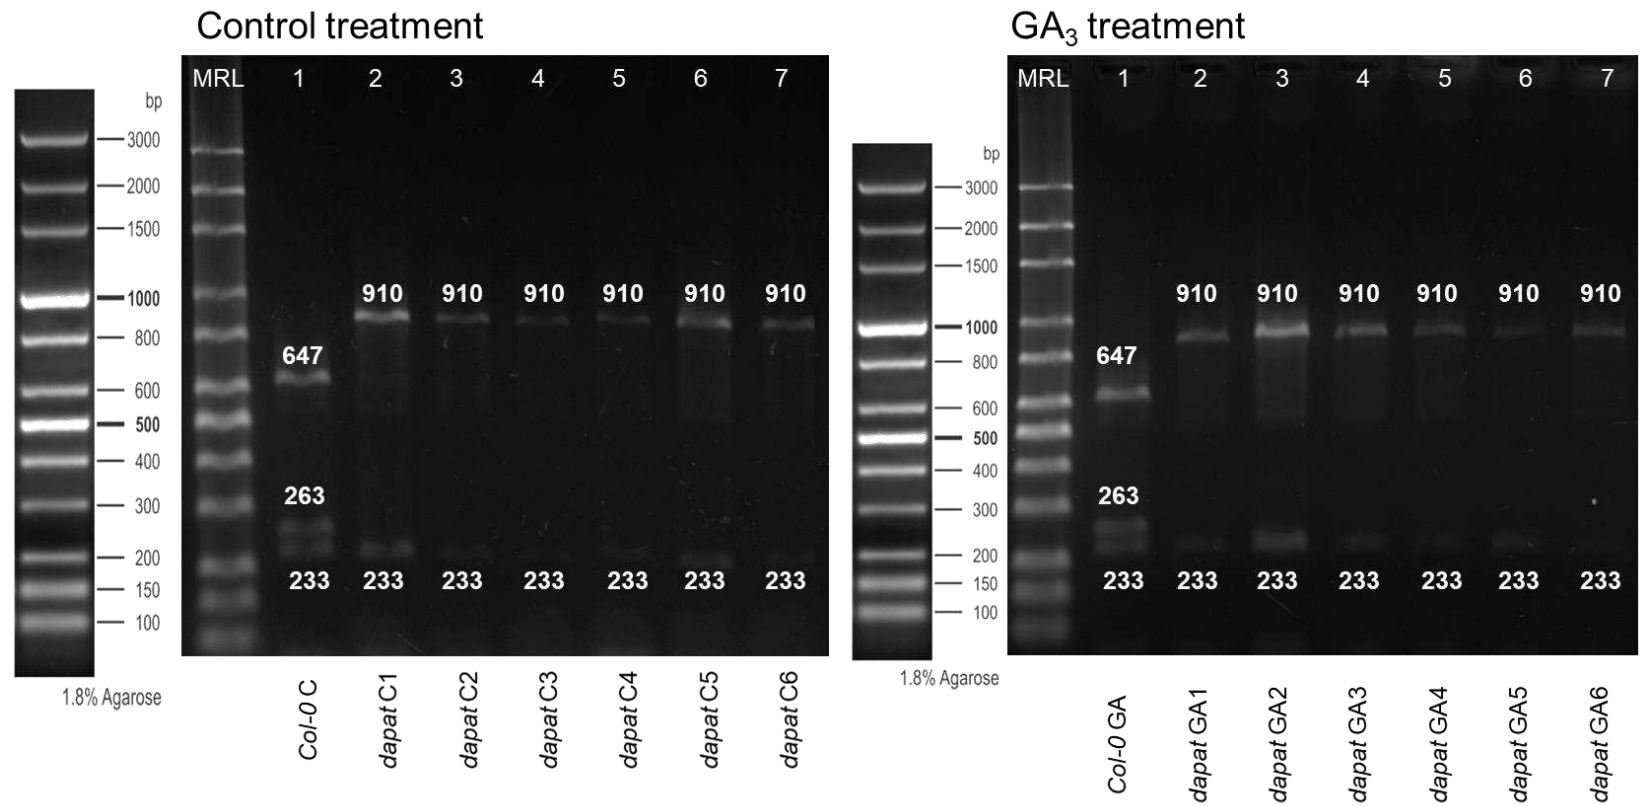 Control treatment
GA3 treatment
bp
3000
2000
1500
1000
800
600
500
400
300
200
150
100
1.8% Agarose
MRL 1 2 3 4 5 6 7
910 910 910 910 910 910
647
263
233 233 233 233 233 233 233
Col-0 C
dapat C1
dapat C2
dapat C3
dapat C4
dapat C5
dapat C6
bp
3000
2000
1500
1000
800
600
500
400
300
200
150
100
1.8% Agarose
MRL 1 2 3 4 5 6 7
910 910 910 910 910 910
647
263
233 233 233 233 233 233 233
Col-0 GA
dapat GA1
dapat GA2
dapat GA3
dapat GA4
dapat GA5
dapat GA6